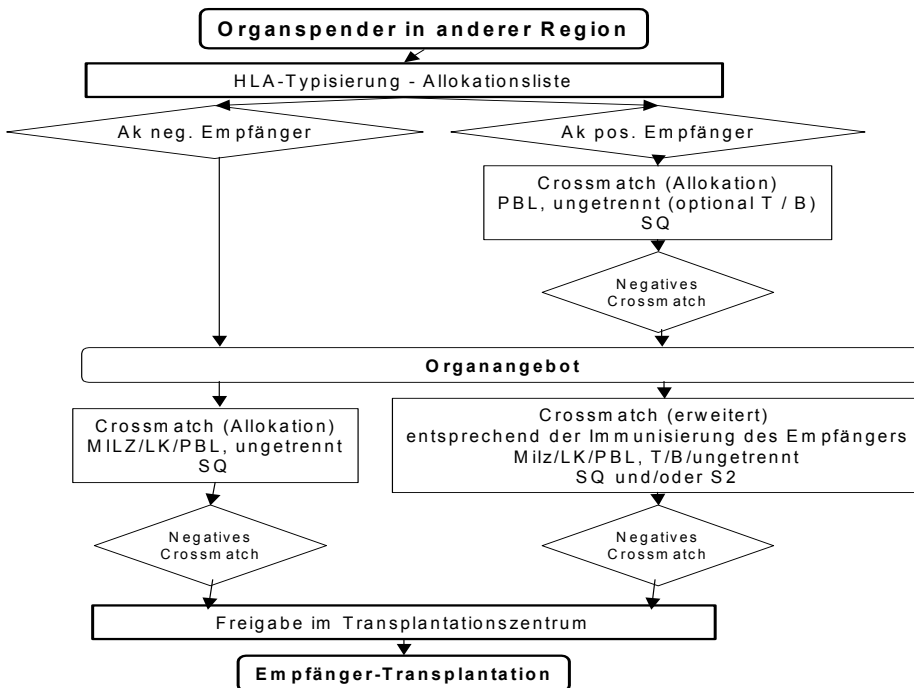 Organspender in anderer Region
HLA-Typisierung - Allokationsliste
Ak neg. Empfänger
Ak pos. Empfänger
Crossmatch (Allokation)
PBL, ungetrennt (optional T / B)
SQ
Negatives
Crossmatch
Organangebot
Crossmatch (Allokation)
MILZ/LK/PBL, ungetrennt
SQ
Crossmatch (erweitert)
entsprechend der Immunisierung des Empfängers
Milz/LK/PBL, T/B/ungetrennt
SQ und/oder S2
Negatives
Crossmatch
Negatives
Crossmatch
Freigabe im Transplantationszentrum
Empfänger-Transplantation